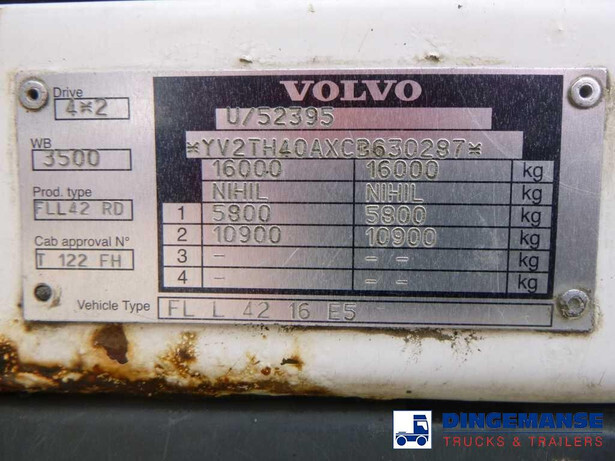 Drive
4*2
WB
3500
Prod. type
FLL42 RD
Cab approval N°
T 122 FH
VOLVO
U/52395
*YV2TH40AXCB630287*
16000 16000 kg
NIHIL NIHIL kg
1 5800 5800 kg
2 10900 10900 kg
3 - - kg
4 - - kg
Vehicle Type FL L 42 16 E5
DINGEMANSE
TRUCKS & TRAILERS